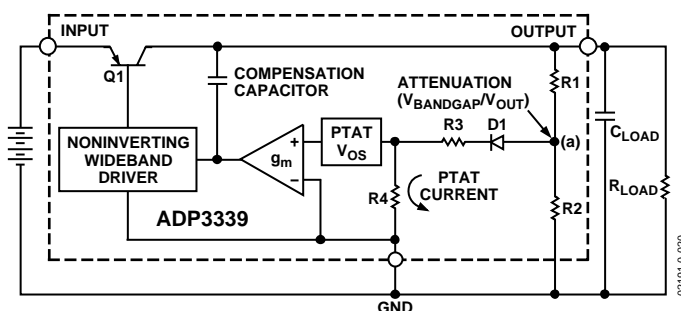 INPUT
OUTPUT
Q1
COMPENSATION
CAPACITOR
ATTENUATION
(VBANDGAP/VOUT)
R1
R3
D1
(a)
CLOAD
PTAT
VOS
NONINVERTING
WIDEBAND
DRIVER
gm
+
−
R4
PTAT
CURRENT
R2
RLOAD
ADP3339
GND